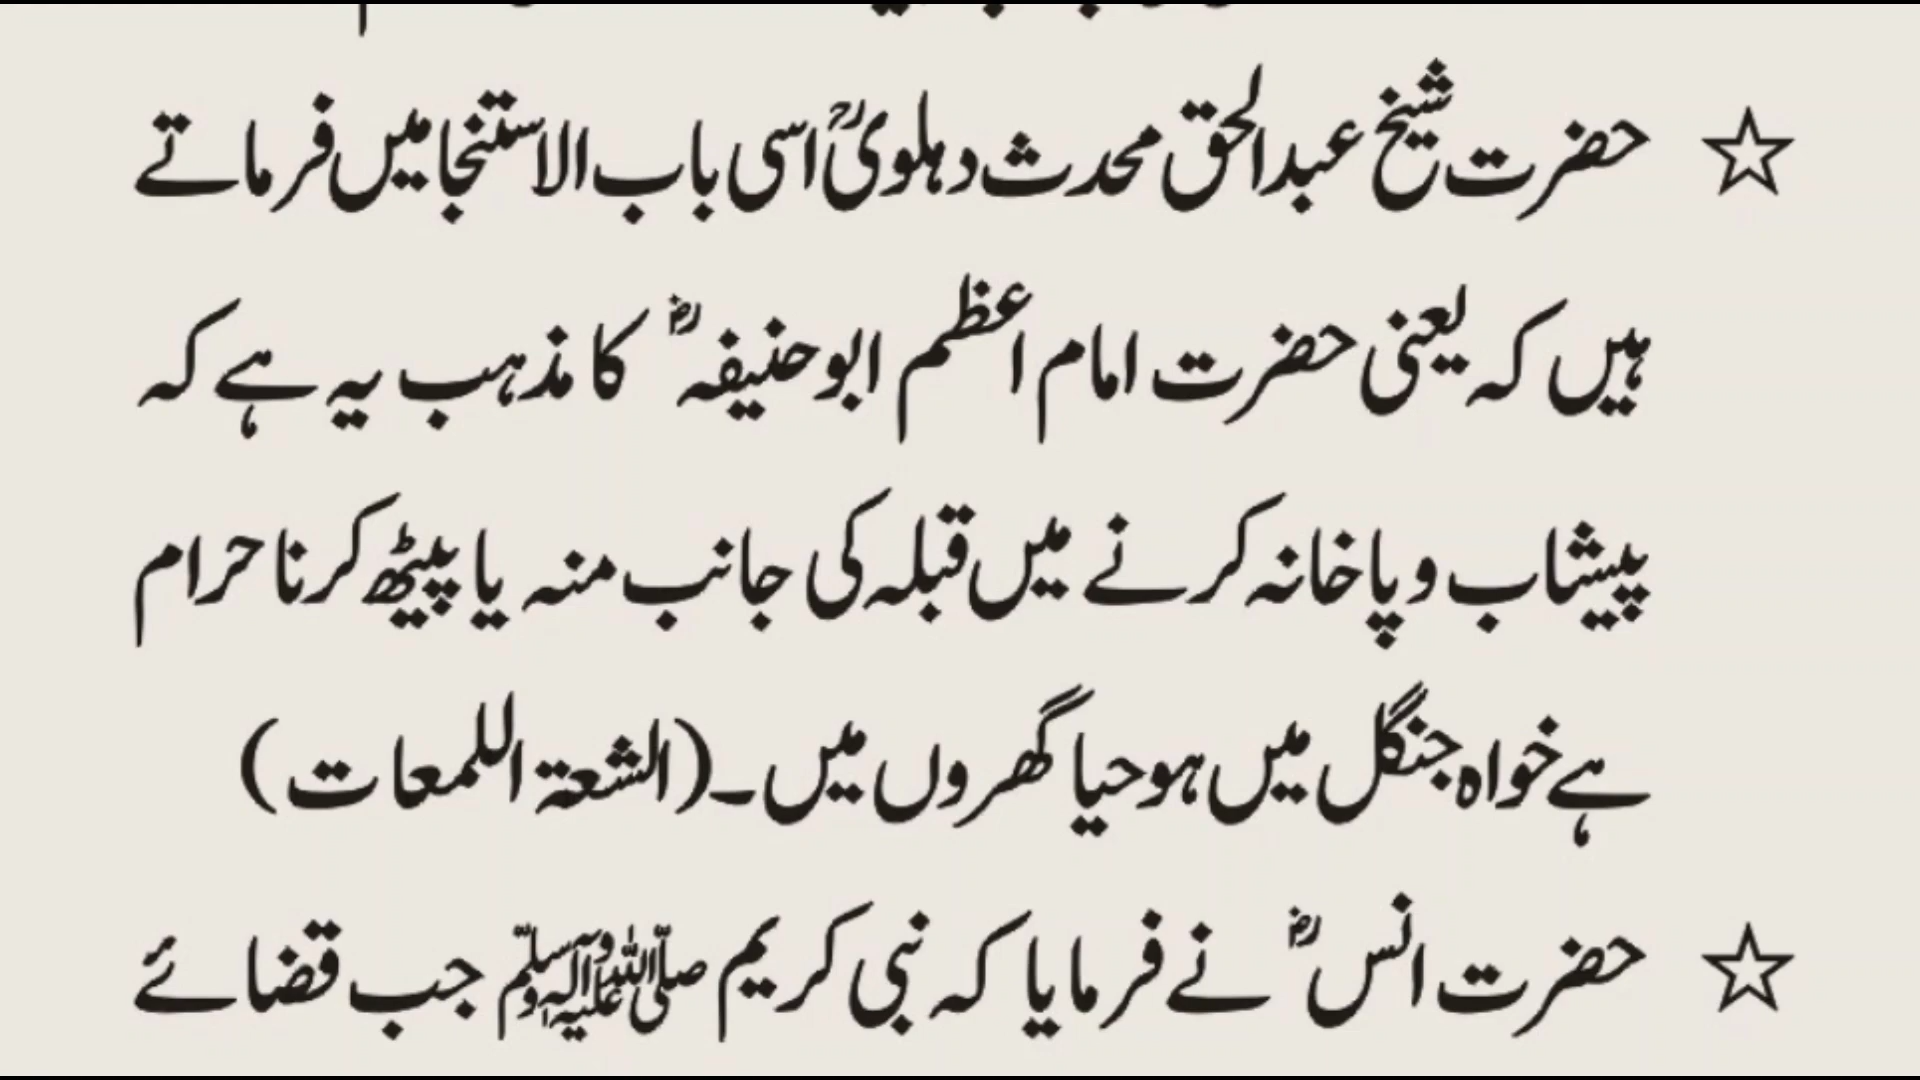 ☆ حضرت شیخ عبدالحق محدث دہلویؒ اسی باب الاستنجا میں فرماتے
ہیں کہ یعنی حضرت امام اعظم ابو حنیفہؓ کا مذہب یہ ہے کہ
پیشاب و پاخانہ کرنے میں قبلہ کی جانب منہ یا پیٹھ کرنا حرام
ہے خواہ جنگل میں ہو حیا گھروں میں۔ (الشعۃ اللمعات)
☆ حضرت انسؓ نے فرمایا کہ نبی کریم صلی اللہ علیہ وآلہ وسلم جب قضائے